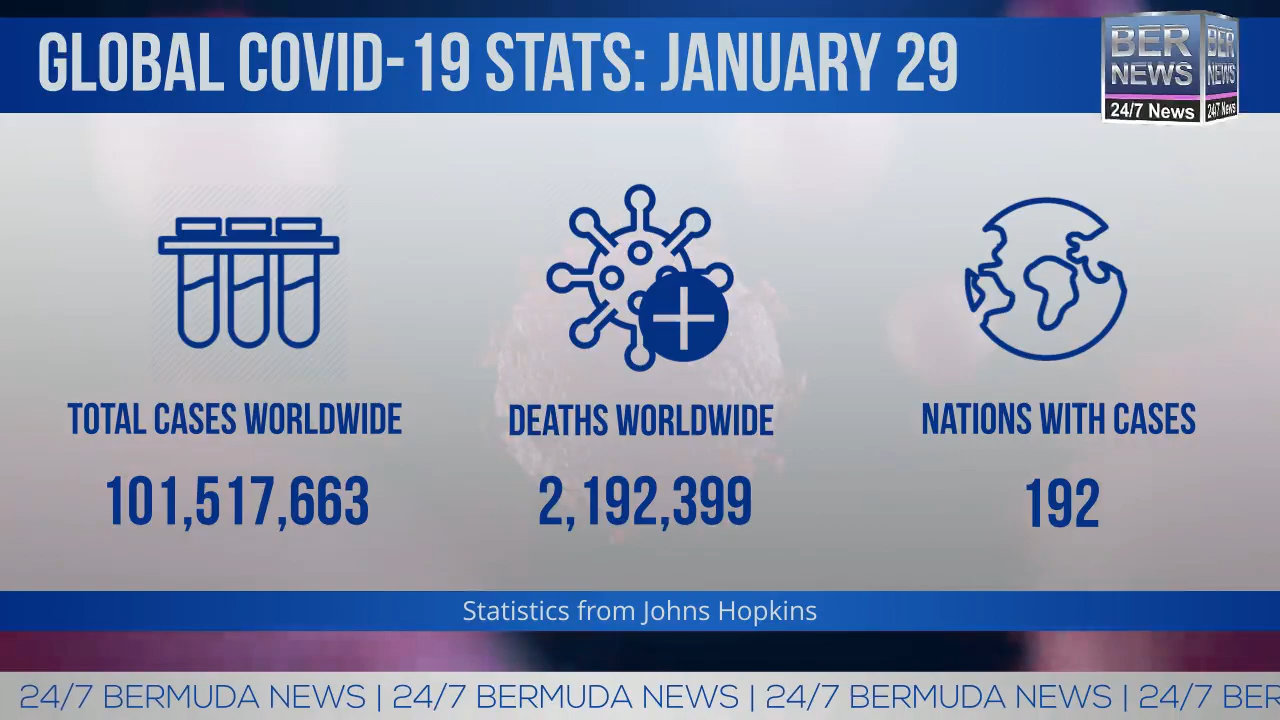 GLOBAL COVID-19 STATS: JANUARY 29
BER NEWS
24/7 News
BER NEWS
24/7 News
TOTAL CASES WORLDWIDE
101,517,663
DEATHS WORLDWIDE
2,192,399
NATIONS WITH CASES
192
Statistics from Johns Hopkins
24/7 BERMUDA NEWS | 24/7 BERMUDA NEWS | 24/7 BERMUDA NEWS | 24/7 BER